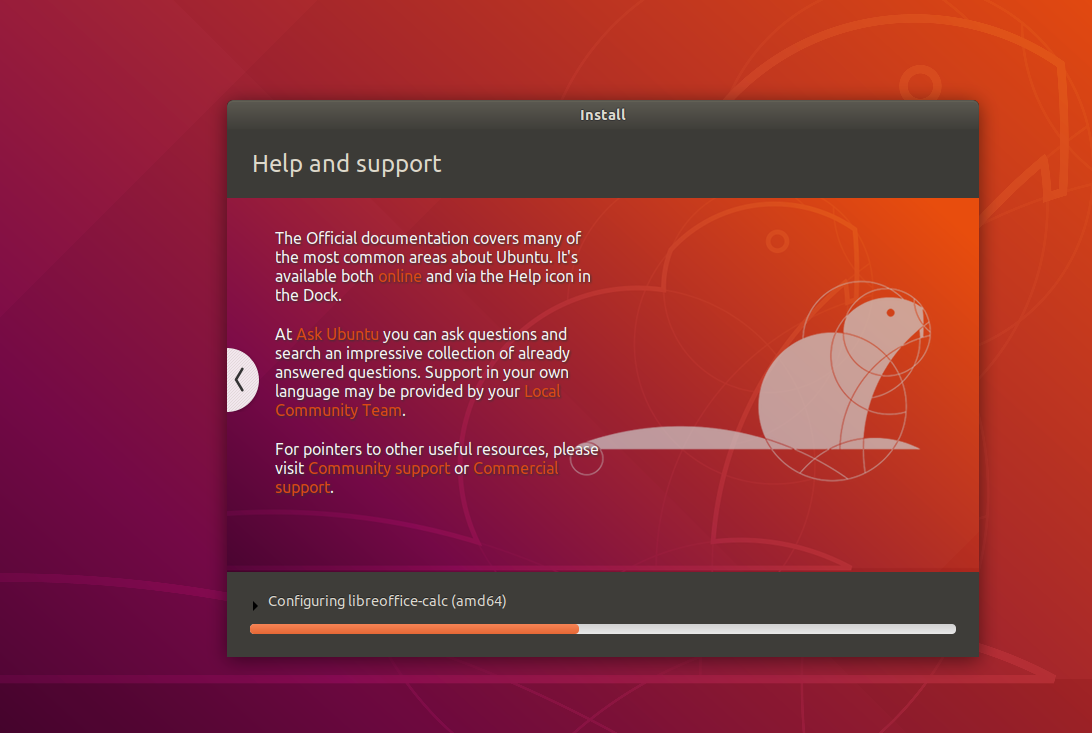 Install
Help and support
The Official documentation covers many of
the most common areas about Ubuntu. It's
available both online and via the Help icon in
the Dock.
At Ask Ubuntu you can ask questions and
search an impressive collection of already
answered questions. Support in your own
language may be provided by your Local
Community Team.
For pointers to other useful resources, please
visit Community support or Commercial
support.
Configuring libreoffice-calc (amd64)